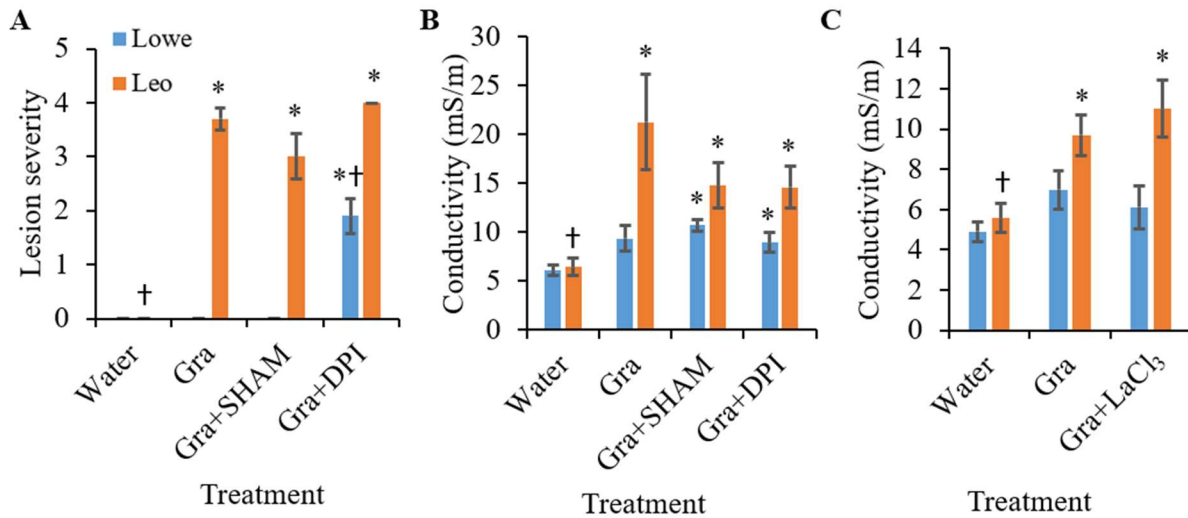 A
Lowe
Leo
Lesion severity
5
4
3
2
1
0
*
*
*
*†
†
Water
Gra
Gra+SHAM
Gra+DPI
Treatment
B
Conductivity (mS/m)
30
25
20
15
10
5
0
†
*
*
*
*
*
Water
Gra
Gra+SHAM
Gra+DPI
Treatment
C
Conductivity (mS/m)
14
12
10
8
6
4
2
0
†
*
*
Water
Gra
Gra+LaCl₃
Treatment